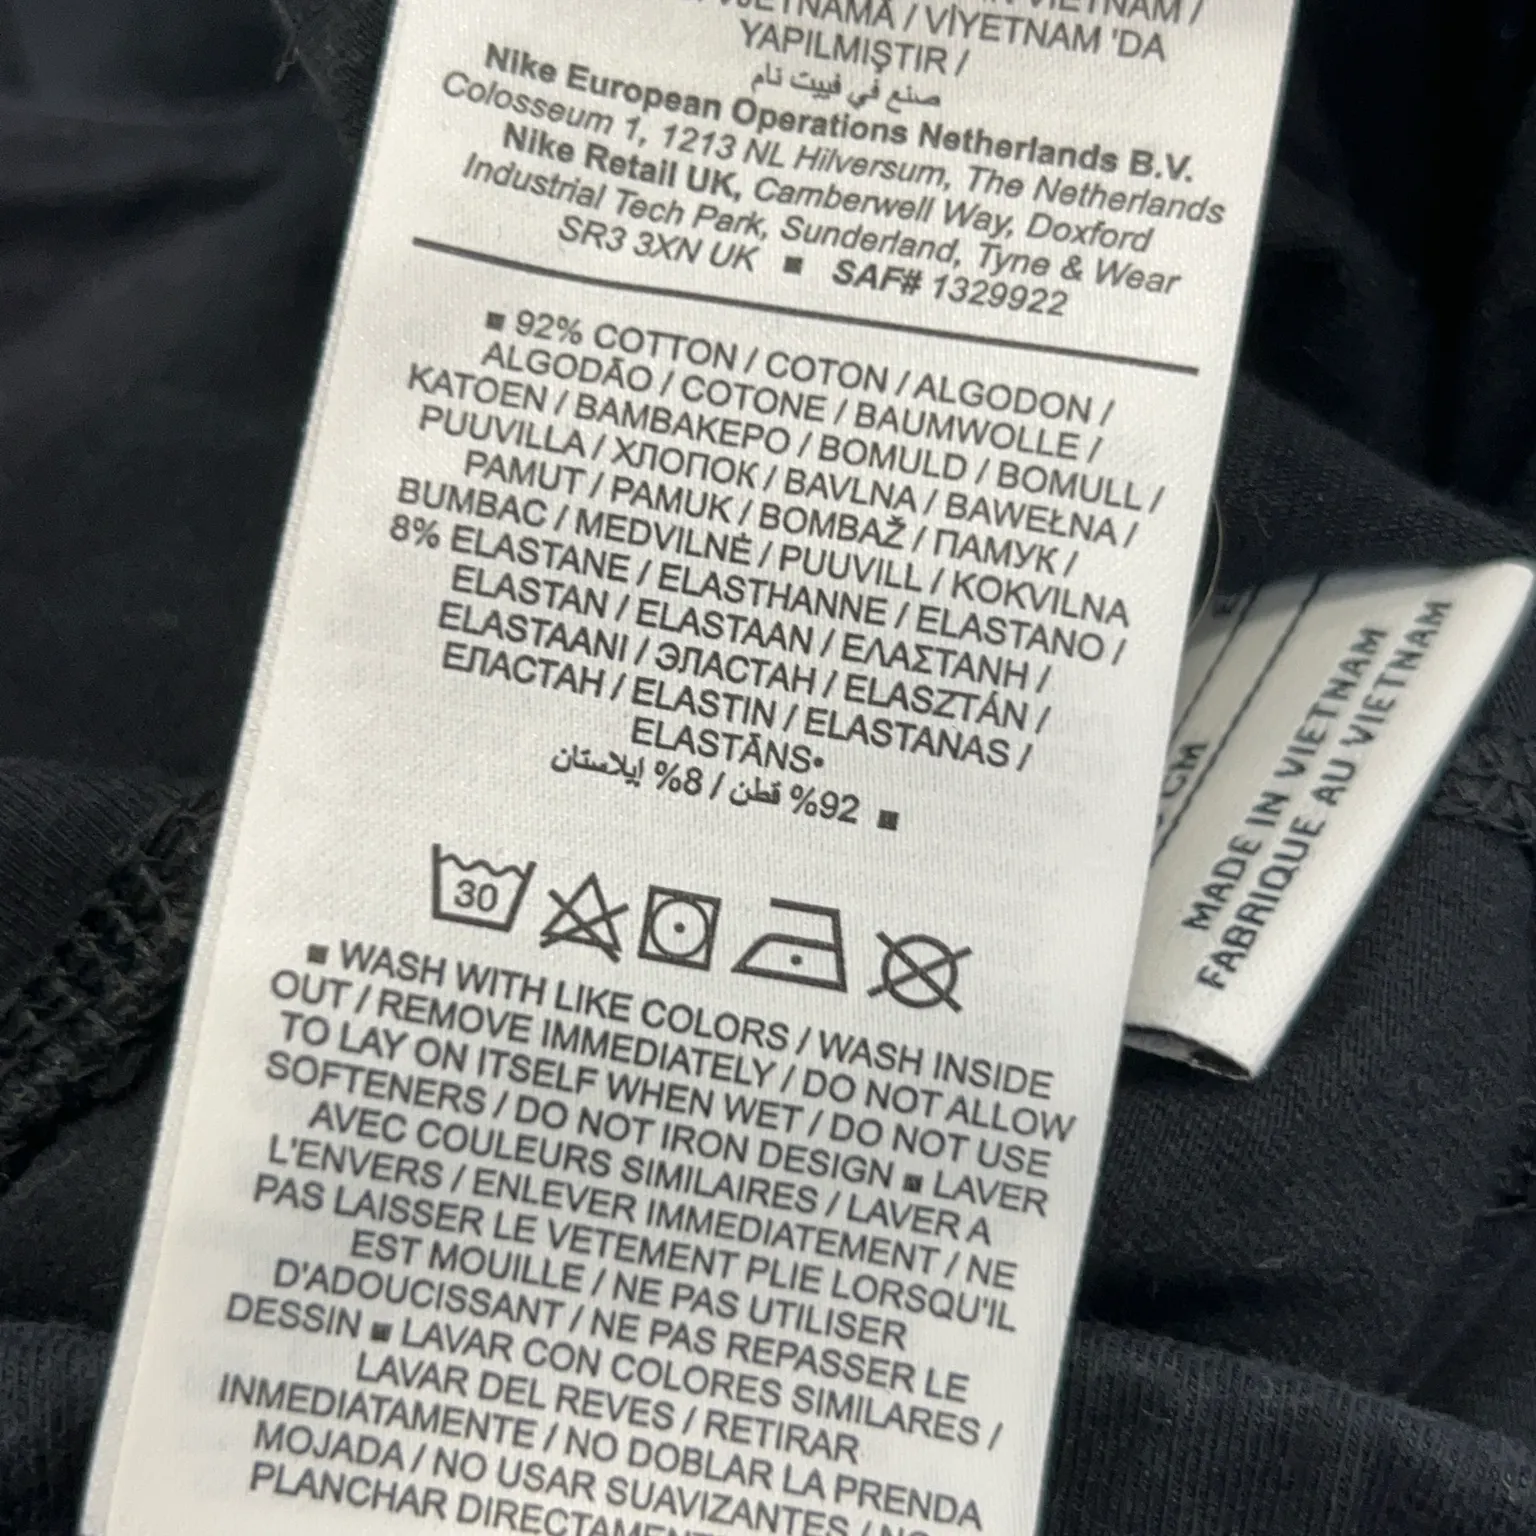 VIETNAM /
VIETNAMA / VİYETNAM 'DA
YAPILMIŞTIR /
صنع في فييت نام
Nike European Operations Netherlands B.V.
Colosseum 1, 1213 NL Hilversum, The Netherlands
Nike Retail UK, Camberwell Way, Doxford
Industrial Tech Park, Sunderland, Tyne & Wear
SR3 3XN UK ■ SAF# 1329922
■ 92% COTTON / COTON / ALGODON /
ALGODÃO / COTONE / BAUMWOLLE /
KATOEN / ΒΑΜΒΑΚΕΡΟ / BOMULD / BOMULL /
PUUVILLA / ХЛОПОК / BAVLNA / BAWEŁNA /
PAMUT / PAMUK / BOMBAŽ / ПАМУК /
BUMBAC / MEDVILNĖ / PUUVILL / KOKVILNA
8% ELASTANE / ELASTHANNE / ELASTANO /
ELASTAN / ELASTAAN / ΕΛΑΣΤΑΝΗ /
ELASTAANI / ЭЛАСТАН / ELASZTÁN /
ЕЛАСТАН / ELASTIN / ELASTANAS /
ELASTĀNS•
■ 92% قطن / 8% إيلاستان
30
■ WASH WITH LIKE COLORS / WASH INSIDE
OUT / REMOVE IMMEDIATELY / DO NOT ALLOW
TO LAY ON ITSELF WHEN WET / DO NOT USE
SOFTENERS / DO NOT IRON DESIGN ■ LAVER
AVEC COULEURS SIMILAIRES / LAVER A
L'ENVERS / ENLEVER IMMEDIATEMENT / NE
PAS LAISSER LE VETEMENT PLIE LORSQU'IL
EST MOUILLE / NE PAS UTILISER
D'ADOUCISSANT / NE PAS REPASSER LE
DESSIN ■ LAVAR CON COLORES SIMILARES /
LAVAR DEL REVES / RETIRAR
INMEDIATAMENTE / NO DOBLAR LA PRENDA
MOJADA / NO USAR SUAVIZANTES / NO
PLANCHAR DIRECTAMEN
CM
MADE IN VIETNAM
FABRIQUE AU VIETNAM